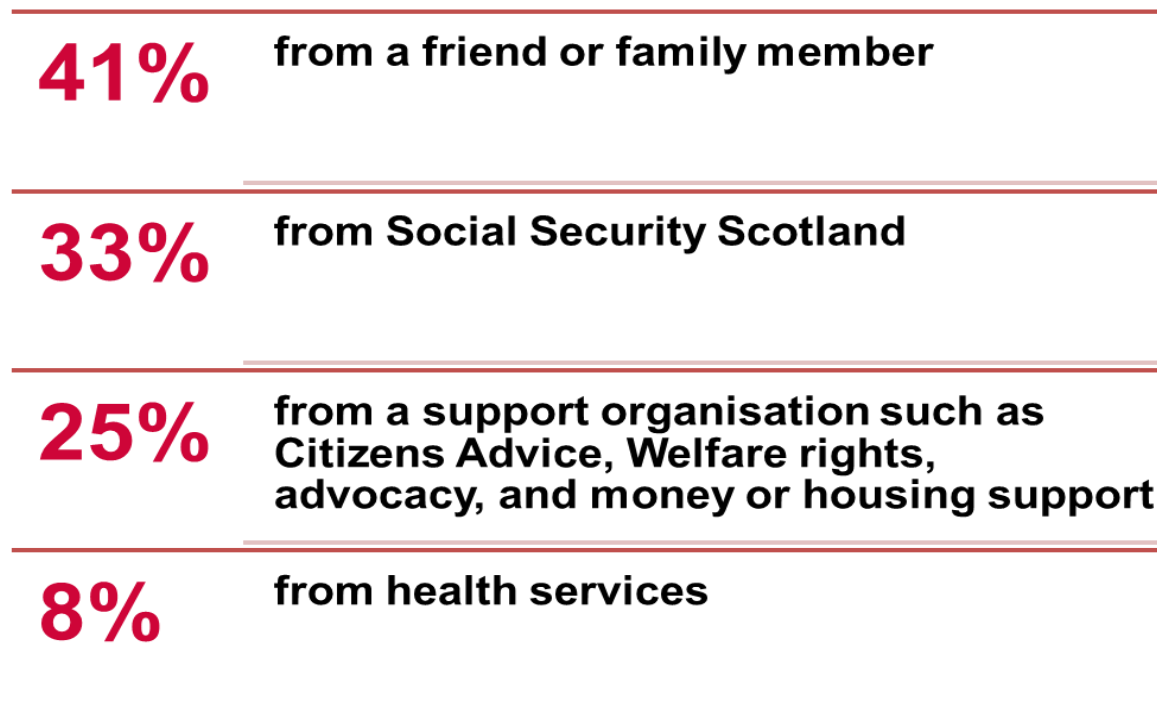 41%
from a friend or family member
33%
from Social Security Scotland
25%
from a support organisation such as
Citizens Advice, Welfare rights,
advocacy, and money or housing support
8%
from health services